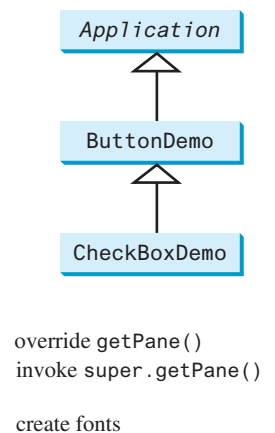 Application
ButtonDemo
CheckBoxDemo
override getPane()
invoke super.getPane()
create fonts